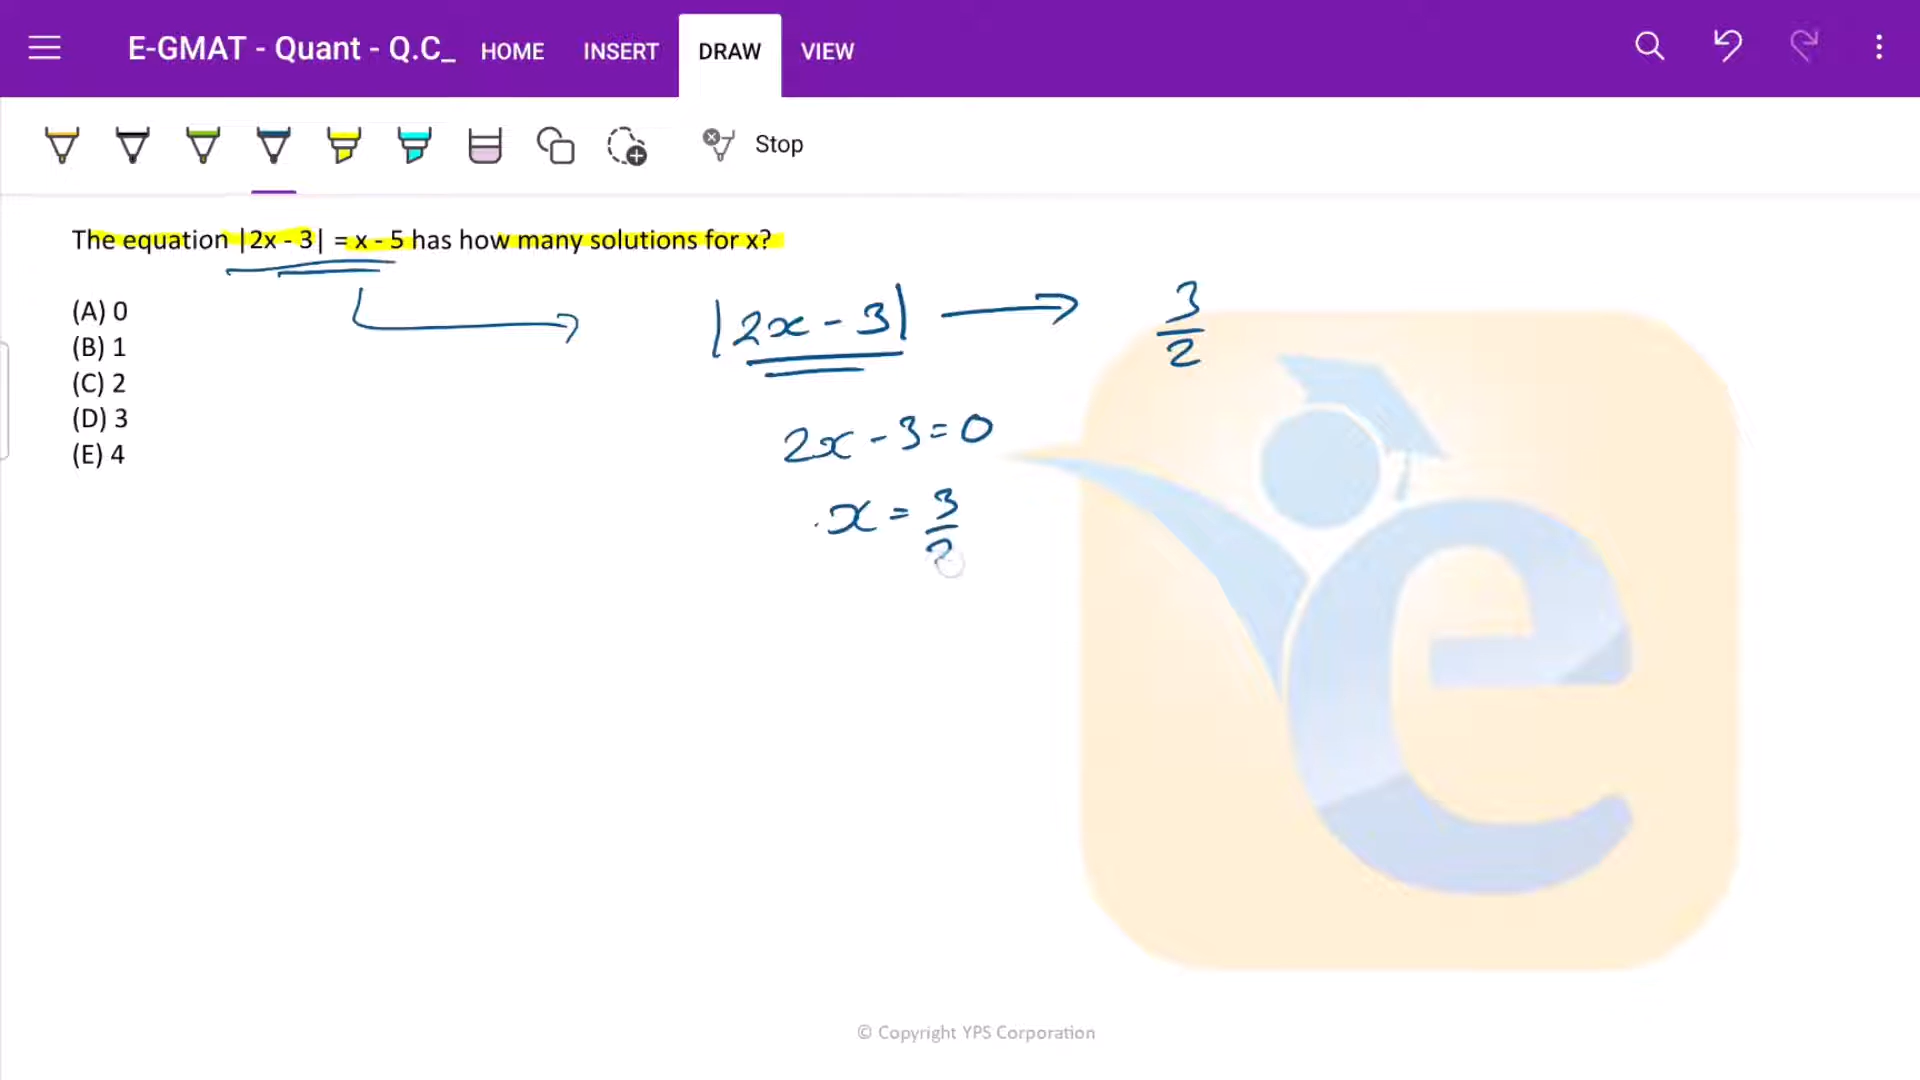 E-GMAT - Quant - Q.C_ HOME INSERT DRAW VIEW
Stop
The equation |2x - 3| = x - 5 has how many solutions for x?
(A) 0
(B) 1
(C) 2
(D) 3
(E) 4
|2x - 3| → 3/2
2x - 3 = 0
x = 3/2
© Copyright YPS Corporation